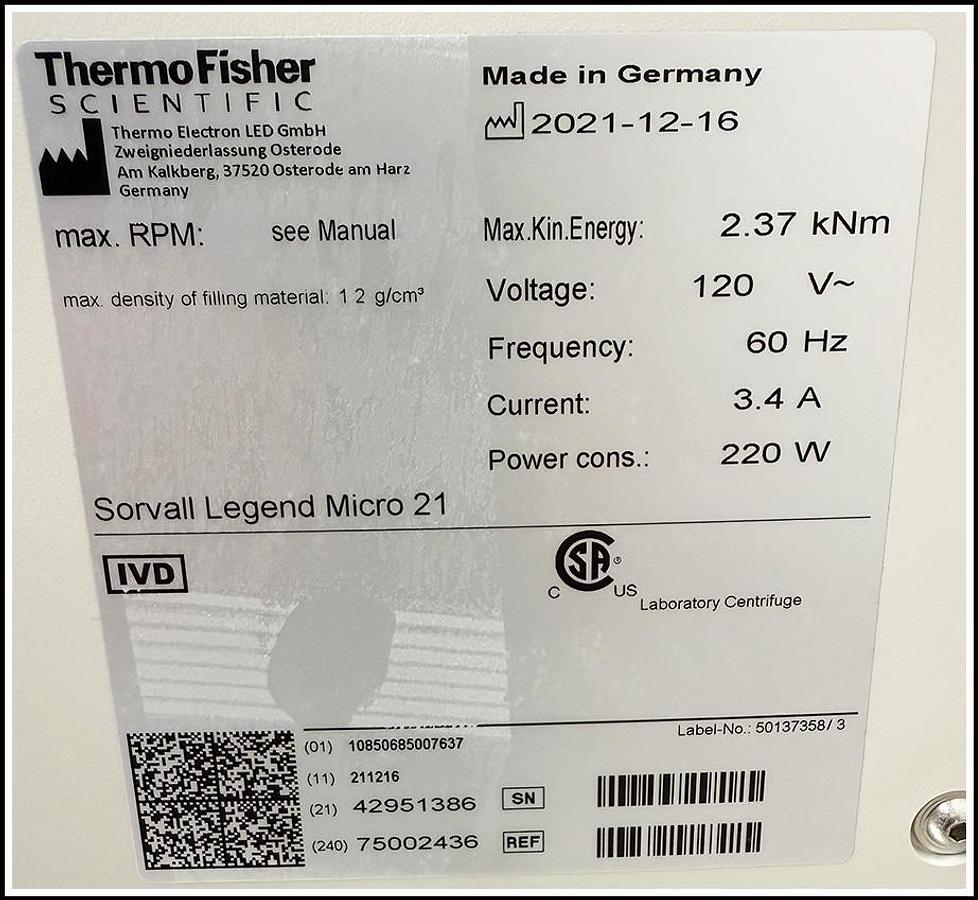 ThermoFisher
SCIENTIFIC
Thermo Electron LED GmbH
Zweigniederlassung Osterode
Am Kalkberg, 37520 Osterode am Harz
Germany
Made in Germany
2021-12-16
max. RPM: see Manual
max. density of filling material: 1 2 g/cm³
Max.Kin.Energy: 2.37 kNm
Voltage: 120 V~
Frequency: 60 Hz
Current: 3.4 A
Power cons.: 220 W
Sorvall Legend Micro 21
IVD
CSA®
C US
Laboratory Centrifuge
Label-No.: 50137358/ 3
(01) 10850685007637
(11) 211216
(21) 42951386 SN
(240) 75002436 REF